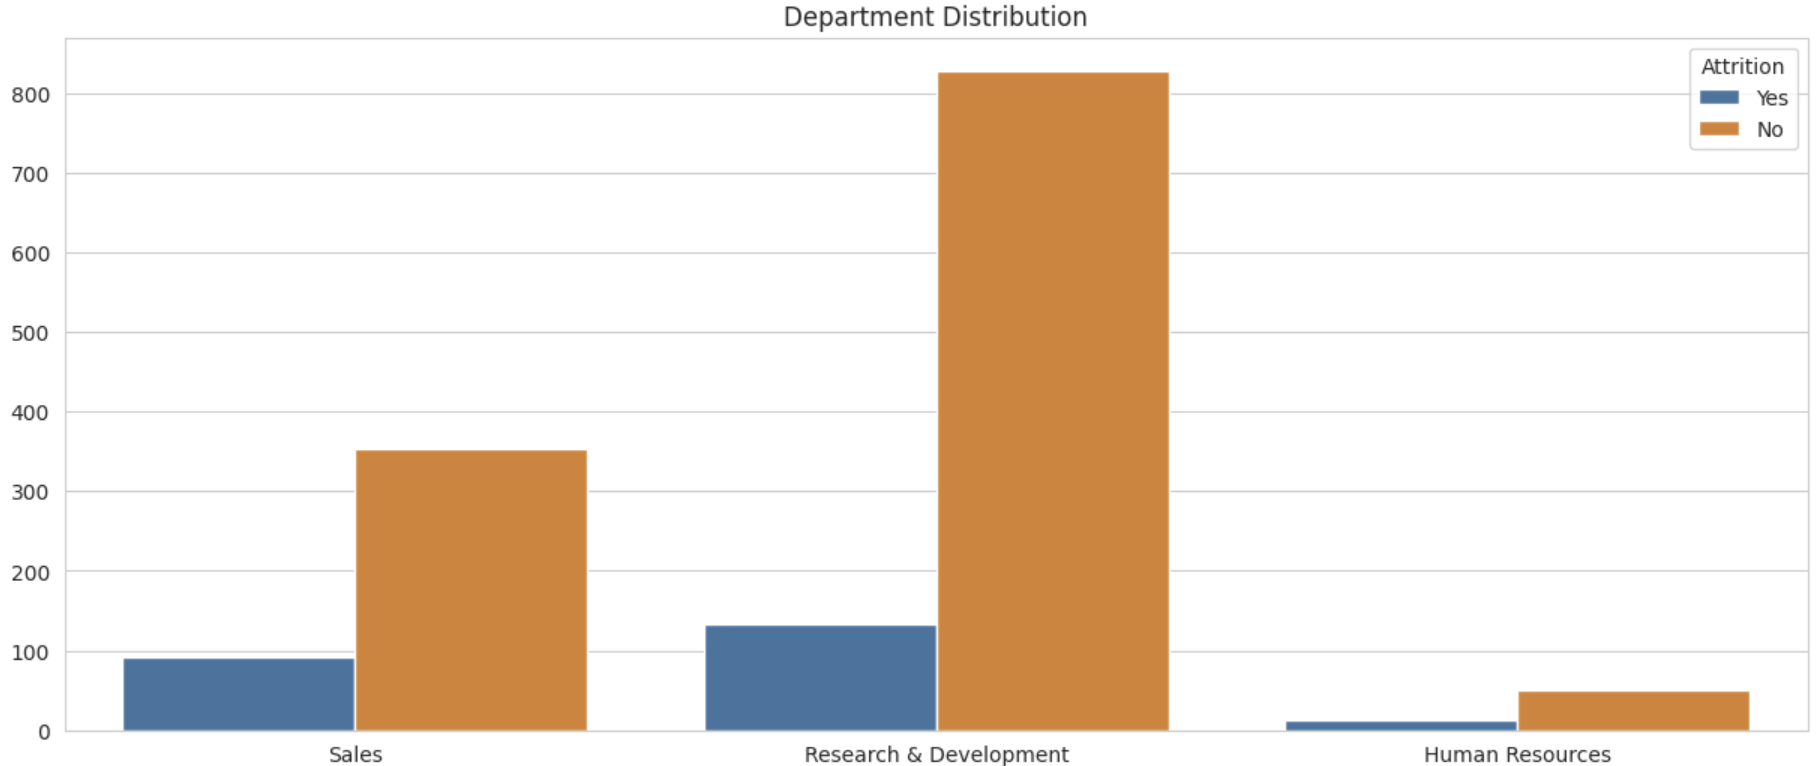 Department Distribution
Attrition
Yes
No
800
700
600
500
400
300
200
100
0
Sales
Research & Development
Human Resources